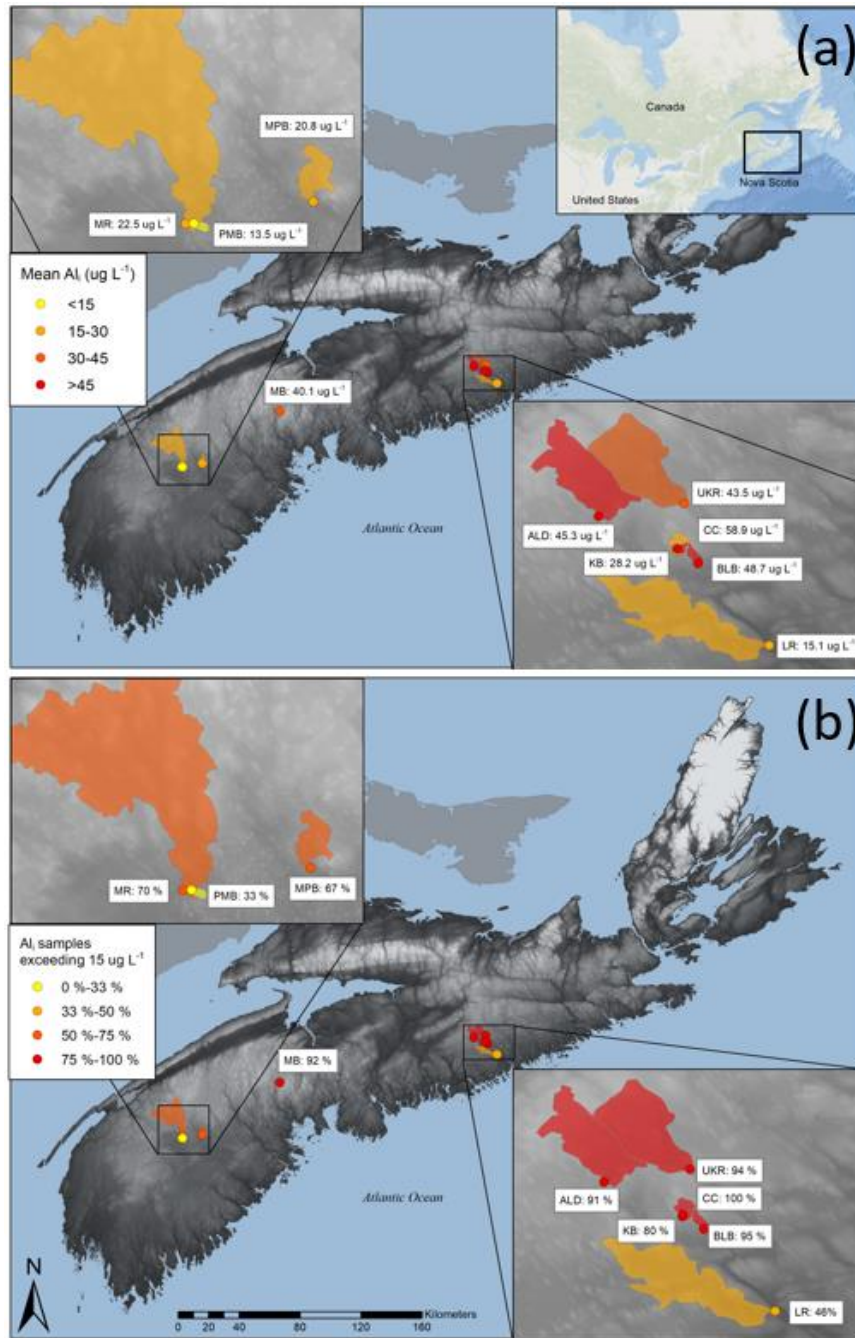 (a)
Canada
Nova Scotia
United States
MPB: 20.8 ug L⁻¹
MR: 22.5 ug L⁻¹
PMB: 13.5 ug L⁻¹
Mean Alᵢ (ug L⁻¹)
<15
15-30
30-45
>45
MB: 40.1 ug L⁻¹
Atlantic Ocean
UKR: 43.5 ug L⁻¹
ALD: 45.3 ug L⁻¹
CC: 58.9 ug L⁻¹
KB: 28.2 ug L⁻¹
BLB: 48.7 ug L⁻¹
LR: 15.1 ug L⁻¹
(b)
MR: 70 %
PMB: 33 %
MPB: 67 %
Alᵢ samples
exceeding 15 ug L⁻¹
0 %-33 %
33 %-50 %
50 %-75 %
75 %-100 %
MB: 92 %
Atlantic Ocean
UKR: 94 %
ALD: 91 %
CC: 100 %
KB: 80 %
BLB: 95 %
LR: 46%
N
Kilometers
0 20 40 80 120 160